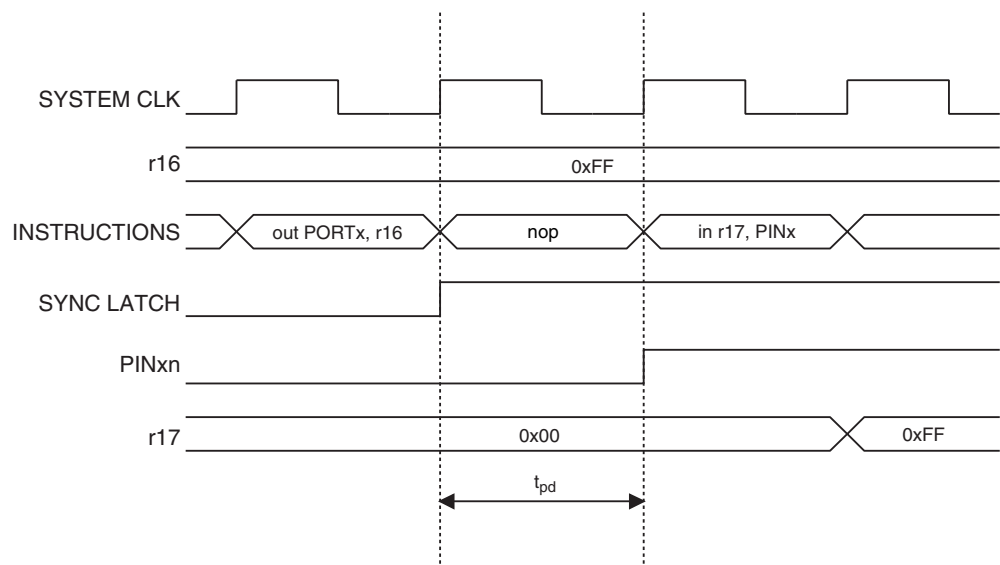 SYSTEM CLK
r16
0xFF
INSTRUCTIONS
out PORTx, r16
nop
in r17, PINx
SYNC LATCH
PINxn
r17
0x00
0xFF
tpd